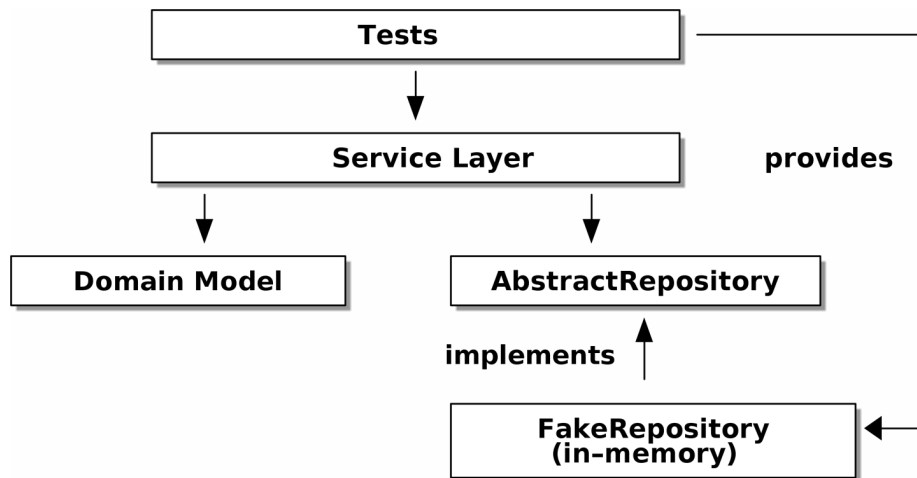 Tests
Service Layer
provides
Domain Model
AbstractRepository
implements
FakeRepository
(in–memory)